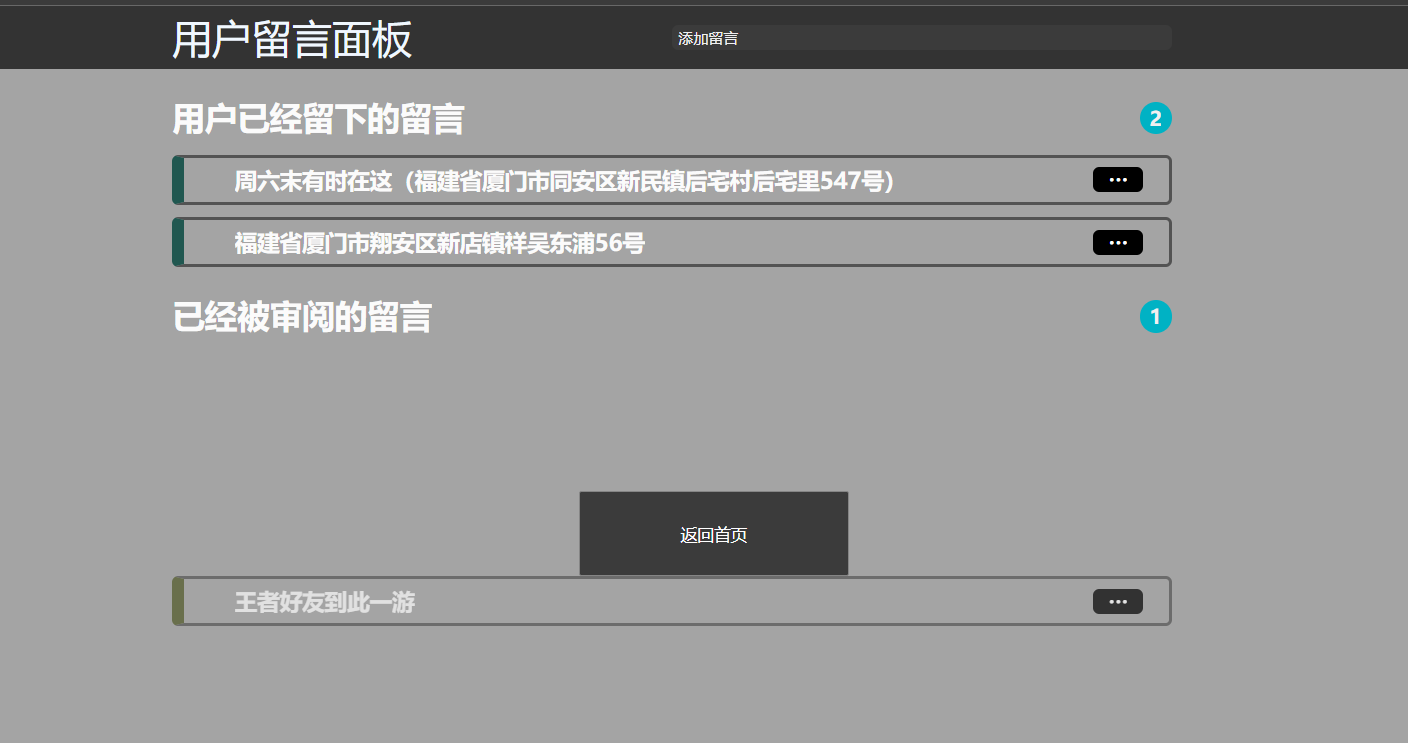 用户留言面板
添加留言
用户已经留下的留言
2
周六末有时在这（福建省厦门市同安区新民镇后宅村后宅里547号）
•••
福建省厦门市翔安区新店镇祥吴东浦56号
•••
已经被审阅的留言
1
返回首页
王者好友到此一游
•••